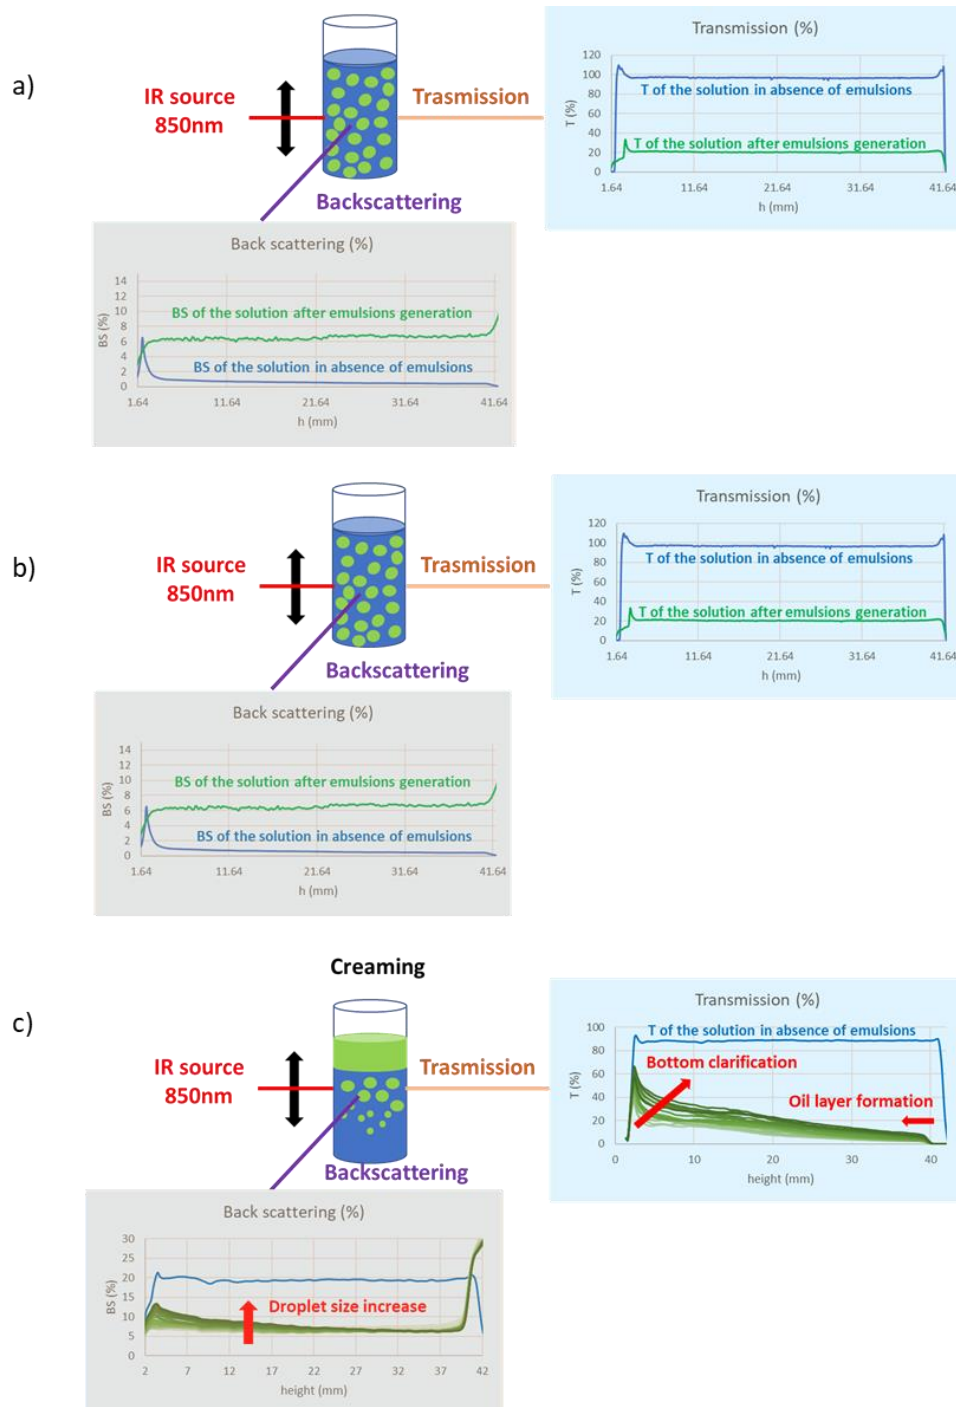 a)
IR source
850nm
Trasmission
Backscattering
Transmission (%)
T (%)
120
100
80
60
40
20
0
T of the solution in absence of emulsions
T of the solution after emulsions generation
1.64 11.64 21.64 31.64 41.64
h (mm)
Back scattering (%)
BS (%)
14
12
10
8
6
4
2
0
BS of the solution after emulsions generation
BS of the solution in absence of emulsions
1.64 11.64 21.64 31.64 41.64
h (mm)
b)
IR source
850nm
Trasmission
Backscattering
Transmission (%)
T (%)
120
100
80
60
40
20
0
T of the solution in absence of emulsions
T of the solution after emulsions generation
1.64 11.64 21.64 31.64 41.64
h (mm)
Back scattering (%)
BS (%)
14
12
10
8
6
4
2
0
BS of the solution after emulsions generation
BS of the solution in absence of emulsions
1.64 11.64 21.64 31.64 41.64
h (mm)
c)
Creaming
IR source
850nm
Trasmission
Backscattering
Transmission (%)
T (%)
100
80
60
40
20
0
T of the solution in absence of emulsions
Bottom clarification
Oil layer formation
0 10 20 30 40
height (mm)
Back scattering (%)
BS (%)
30
25
20
15
10
5
0
Droplet size increase
2 7 12 17 22 27 32 37 42
height (mm)